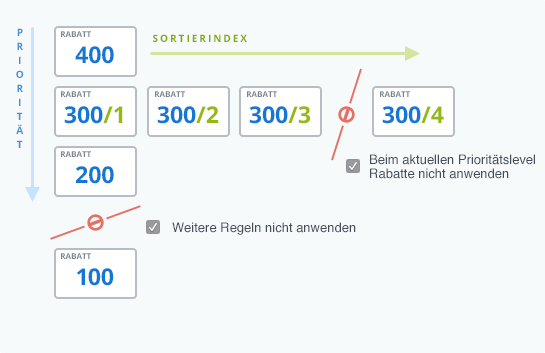 PRIORITÄT
RABATT
400
SORTIERINDEX
RABATT
300/1
RABATT
300/2
RABATT
300/3
RABATT
300/4
Beim aktuellen Prioritätslevel
Rabatte nicht anwenden
RABATT
200
Weitere Regeln nicht anwenden
RABATT
100